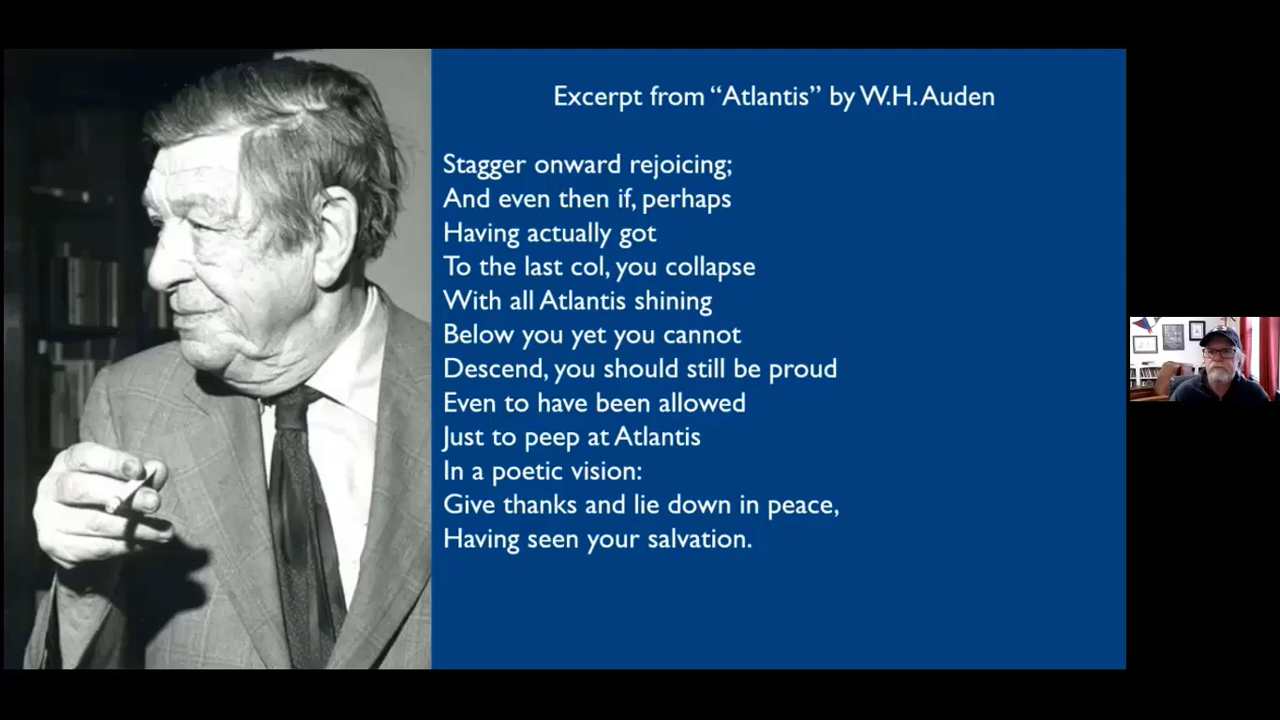 Excerpt from “Atlantis” by W.H. Auden
Stagger onward rejoicing;
And even then if, perhaps
Having actually got
To the last col, you collapse
With all Atlantis shining
Below you yet you cannot
Descend, you should still be proud
Even to have been allowed
Just to peep at Atlantis
In a poetic vision:
Give thanks and lie down in peace,
Having seen your salvation.